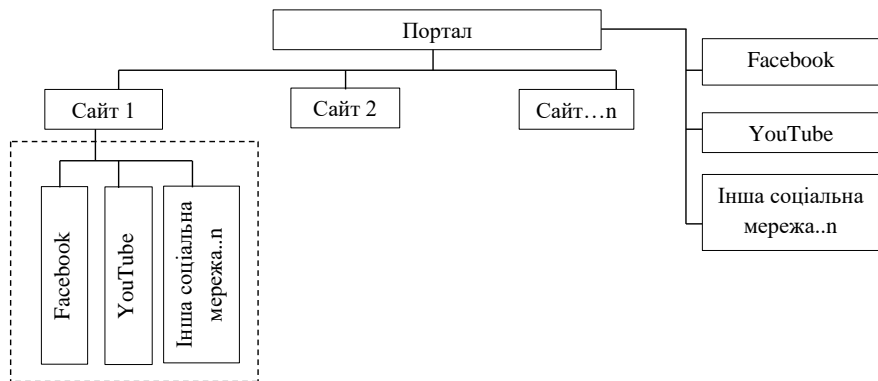 Портал
Facebook
Сайт 1
Сайт 2
Сайт…n
YouTube
Інша соціальна
мережа..n
Facebook
YouTube
Інша соціальна
мережа..n